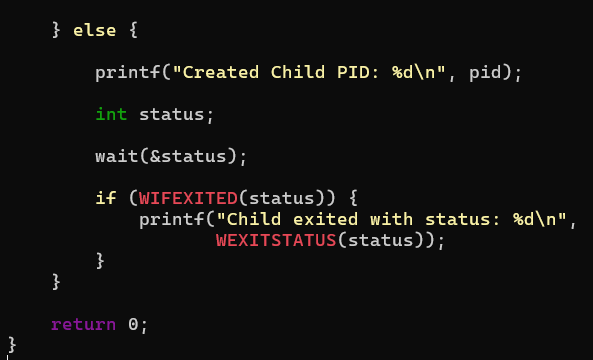 } else {
printf("Created Child PID: %d\n", pid);
int status;
wait(&status);
if (WIFEXITED(status)) {
printf("Child exited with status: %d\n",
WEXITSTATUS(status));
}
}
return 0;
}